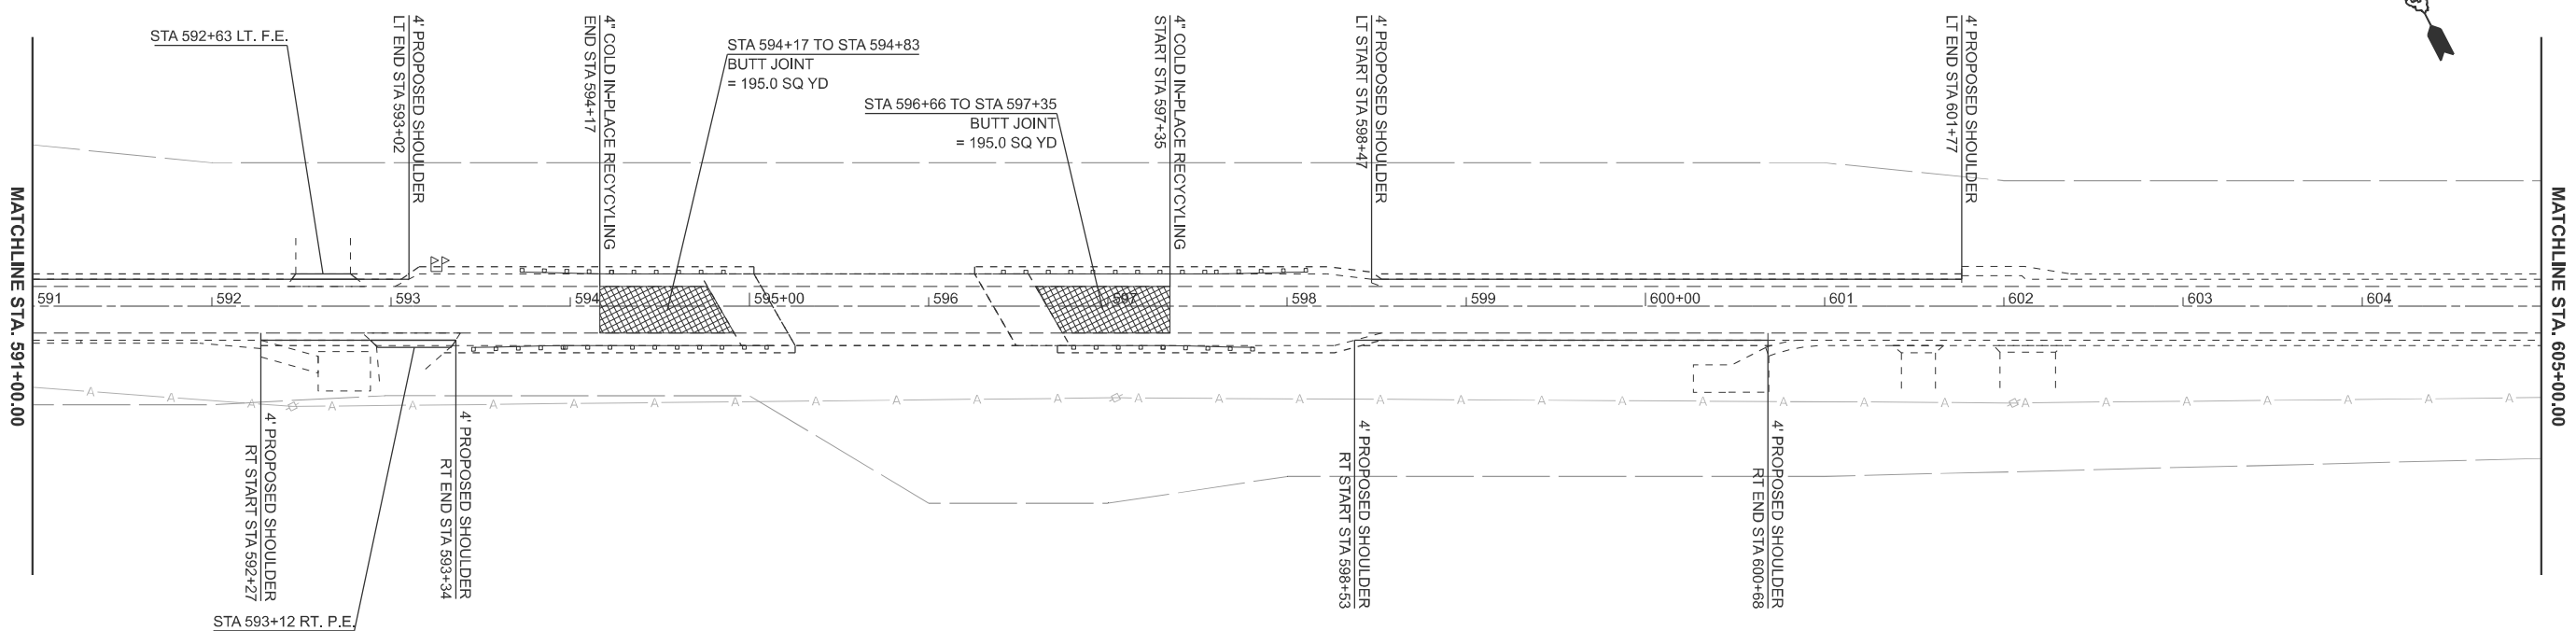 STA 592+63 LT. F.E.
4' PROPOSED SHOULDER
LT END STA 593+02
4" COLD IN-PLACE RECYCYLING
END STA 594+17
STA 594+17 TO STA 594+83
BUTT JOINT
= 195.0 SQ YD
STA 596+66 TO STA 597+35
BUTT JOINT
= 195.0 SQ YD
4" COLD IN-PLACE RECYCYLING
START STA 597+35
4' PROPOSED SHOULDER
LT START STA 598+47
4' PROPOSED SHOULDER
LT END STA 601+77
MATCHLINE STA. 591+00.00
MATCHLINE STA. 605+00.00
591 592 593 594 595+00 596 597 598 599 600+00 601 602 603 604
A A A A A A A A A A A A A A A A A A A A A A A A A A A A A A A
4' PROPOSED SHOULDER
RT START STA 592+27
4' PROPOSED SHOULDER
RT END STA 593+34
STA 593+12 RT. P.E.
4' PROPOSED SHOULDER
RT START STA 598+53
4' PROPOSED SHOULDER
RT END STA 600+68